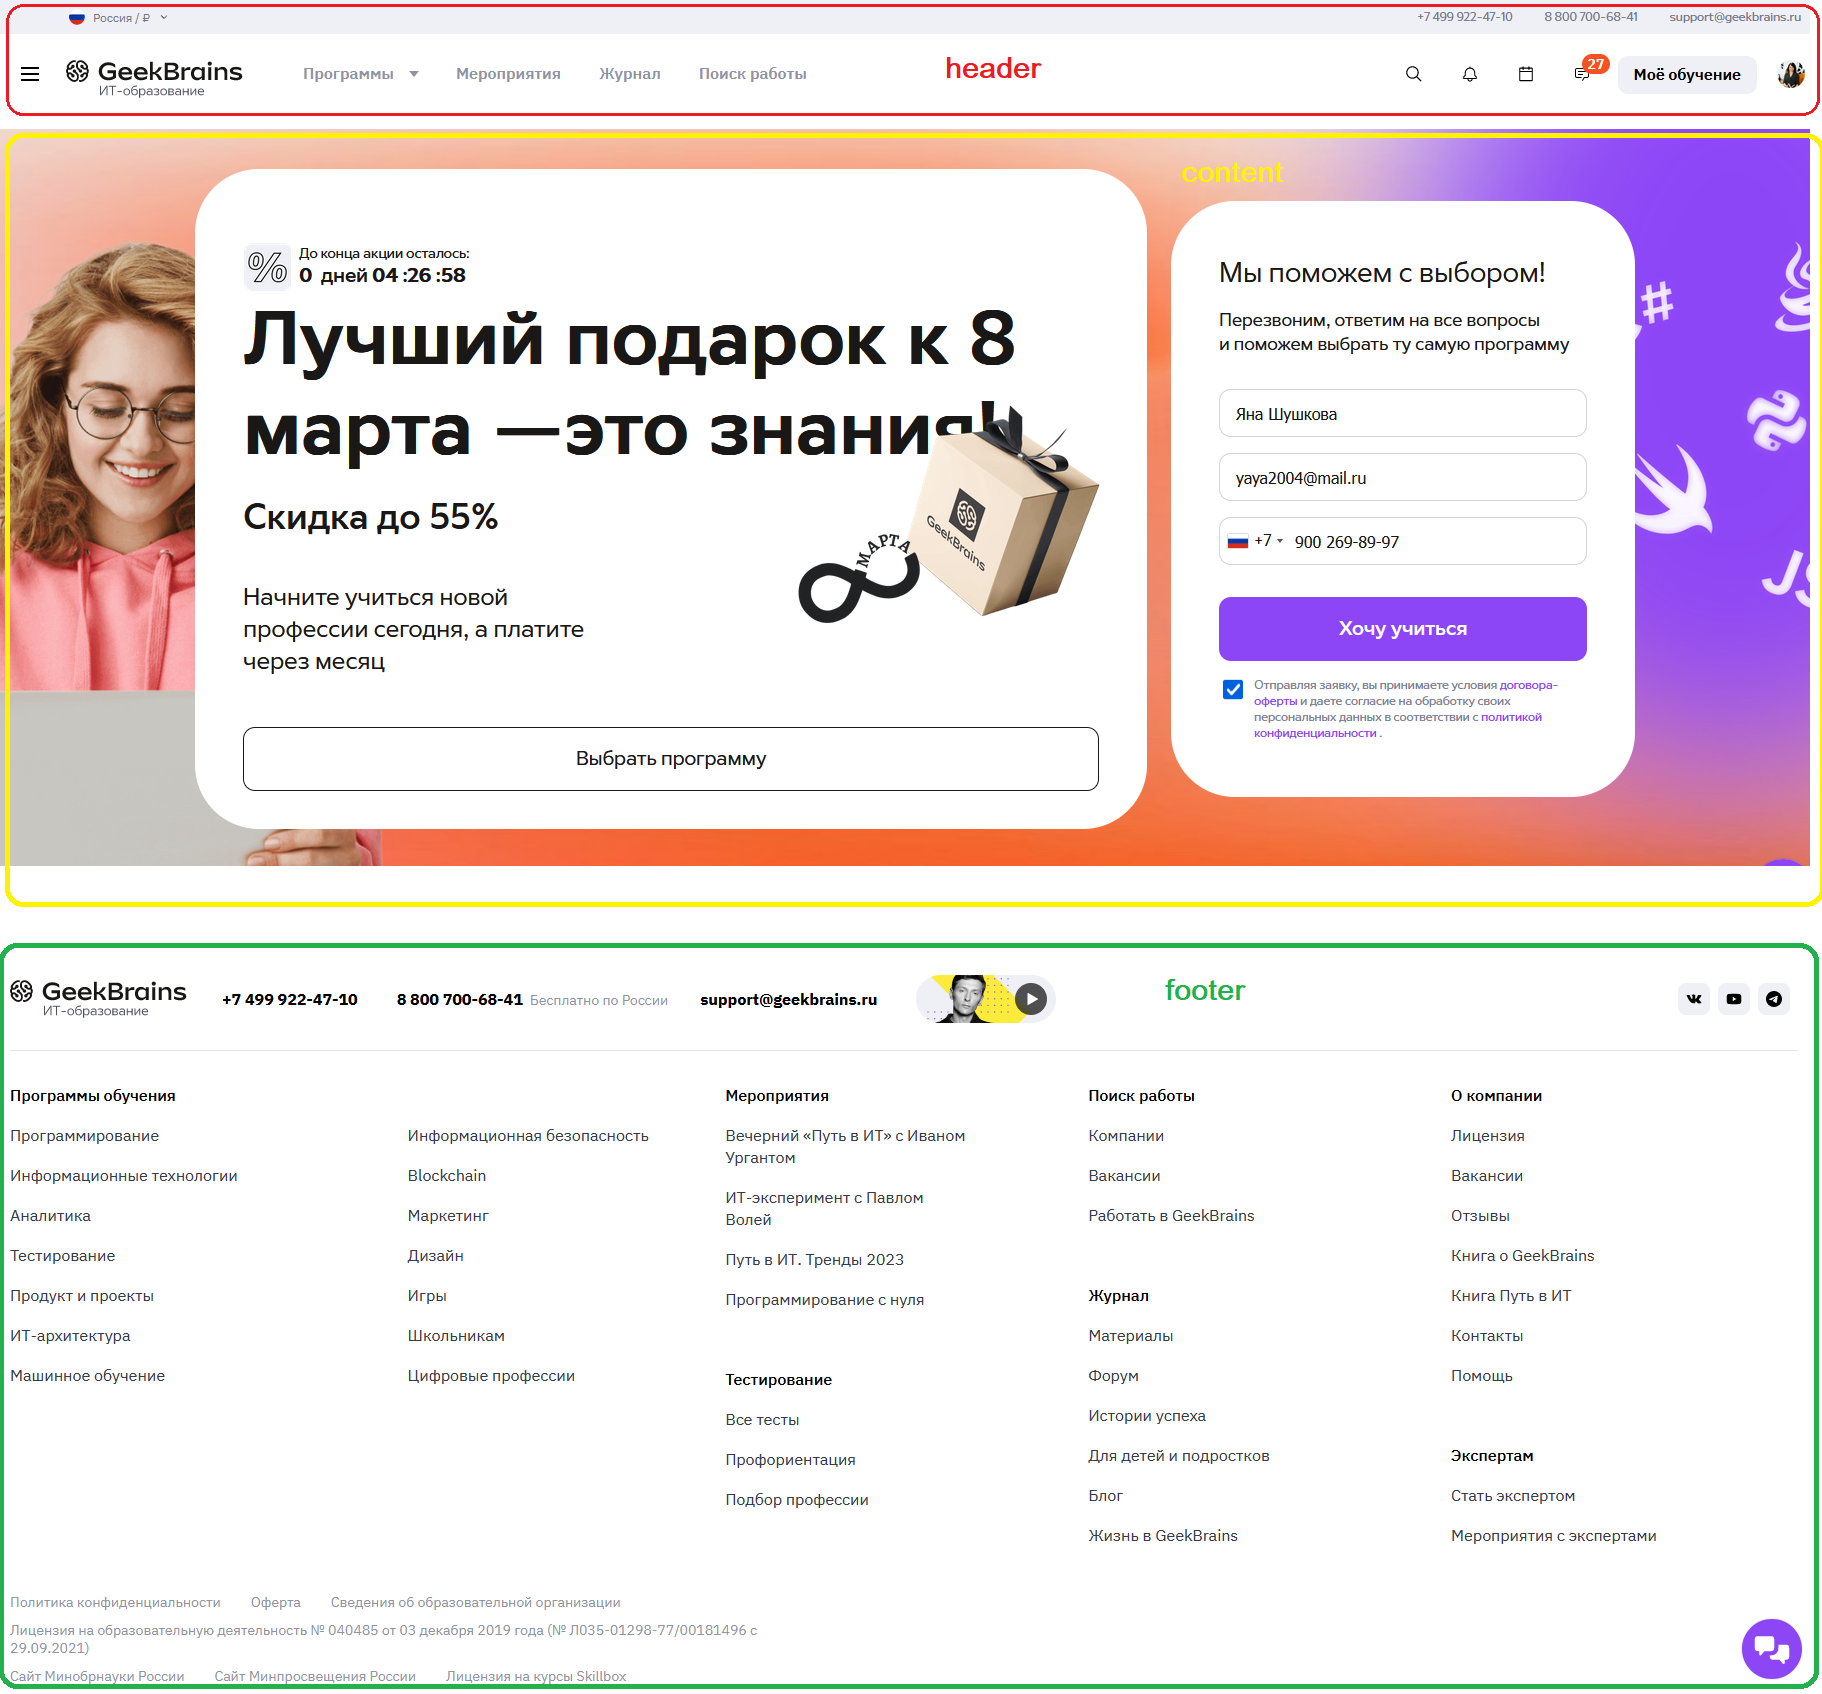 Россия / ₽
+7 499 922-47-10
8 800 700-68-41
support@geekbrains.ru
GeekBrains
ИТ-образование
Программы
Мероприятия
Журнал
Поиск работы
header
27
Моё обучение
content
%
До конца акции осталось:
0 дней 04 :26 :58
Лучший подарок к 8
марта —это знания!
Скидка до 55%
Начните учиться новой
профессии сегодня, а платите
через месяц
МАРТА
GeekBrains
Выбрать программу
Мы поможем с выбором!
Перезвоним, ответим на все вопросы
и поможем выбрать ту самую программу
Яна Шушкова
yaya2004@mail.ru
+7 900 269-89-97
Хочу учиться
Отправляя заявку, вы принимаете условия договора-
оферты и даете согласие на обработку своих
персональных данных в соответствии с политикой
конфиденциальности .
#
JS
GeekBrains
ИТ-образование
+7 499 922-47-10
8 800 700-68-41 Бесплатно по России
support@geekbrains.ru
footer
Программы обучения
Программирование
Информационные технологии
Аналитика
Тестирование
Продукт и проекты
ИТ-архитектура
Машинное обучение
Информационная безопасность
Blockchain
Маркетинг
Дизайн
Игры
Школьникам
Цифровые профессии
Мероприятия
Вечерний «Путь в ИТ» с Иваном
Ургантом
ИТ-эксперимент с Павлом
Волей
Путь в ИТ. Тренды 2023
Программирование с нуля
Тестирование
Все тесты
Профориентация
Подбор профессии
Поиск работы
Компании
Вакансии
Работать в GeekBrains
Журнал
Материалы
Форум
Истории успеха
Для детей и подростков
Блог
Жизнь в GeekBrains
О компании
Лицензия
Вакансии
Отзывы
Книга о GeekBrains
Книга Путь в ИТ
Контакты
Помощь
Экспертам
Стать экспертом
Мероприятия с экспертами
Политика конфиденциальности
Оферта
Сведения об образовательной организации
Лицензия на образовательную деятельность № 040485 от 03 декабря 2019 года (№ Л035-01298-77/00181496 с
29.09.2021)
Сайт Минобрнауки России
Сайт Минпросвещения России
Лицензия на курсы Skillbox